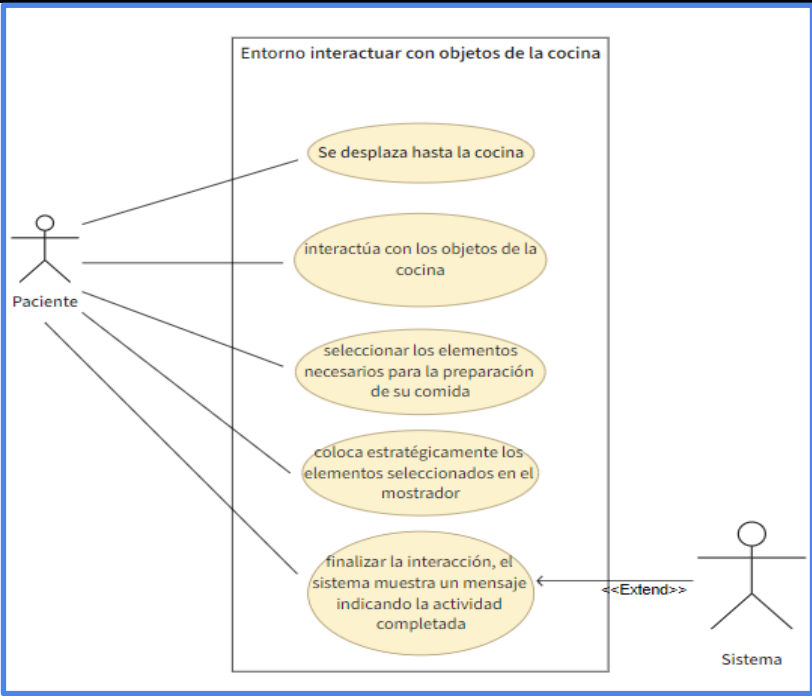 Entorno interactuar con objetos de la cocina
Se desplaza hasta la cocina
interactúa con los objetos de la
cocina
Paciente
seleccionar los elementos
necesarios para la preparación
de su comida
coloca estratégicamente los
elementos seleccionados en el
mostrador
finalizar la interacción, el
sistema muestra un mensaje
indicando la actividad
completada
<<Extend>>
Sistema